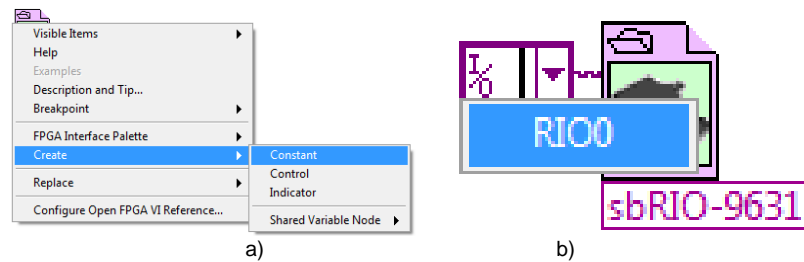 Visible Items
Help
Examples
Description and Tip...
Breakpoint
FPGA Interface Palette
Create
Replace
Configure Open FPGA VI Reference...
Constant
Control
Indicator
Shared Variable Node
a)
I/O
RIO0
sbRIO-9631
b)